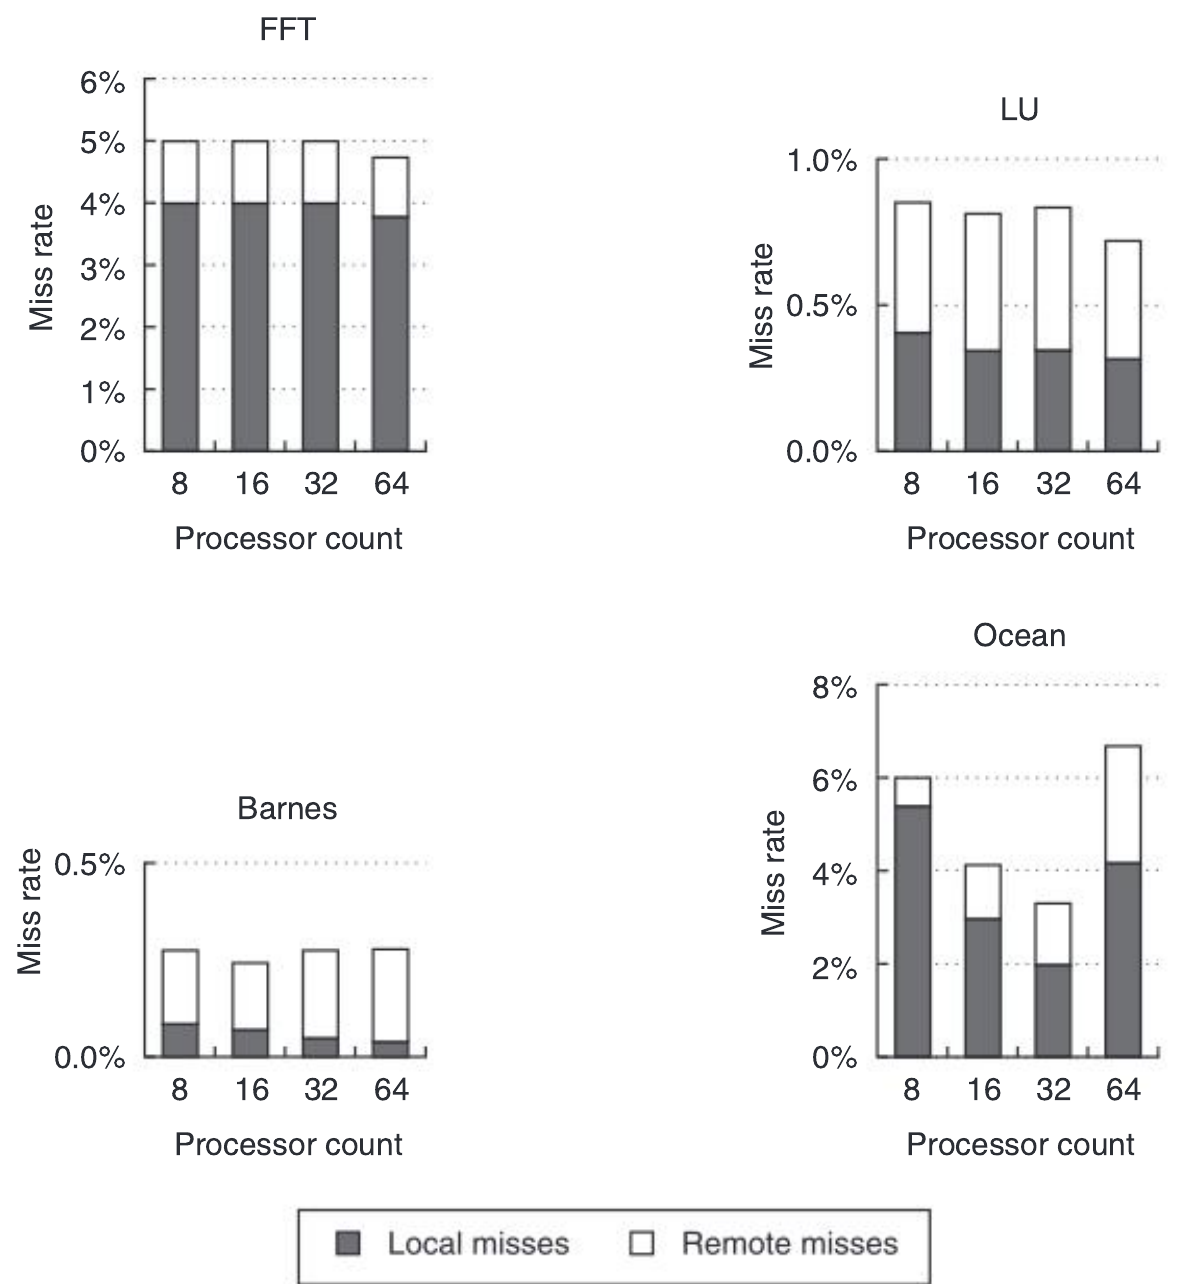 FFT
6%
5%
4%
3%
2%
1%
0%
Miss rate
8 16 32 64
Processor count
LU
1.0%
0.5%
0.0%
Miss rate
8 16 32 64
Processor count
Barnes
0.5%
0.0%
Miss rate
8 16 32 64
Processor count
Ocean
8%
6%
4%
2%
0%
Miss rate
8 16 32 64
Processor count
Local misses Remote misses